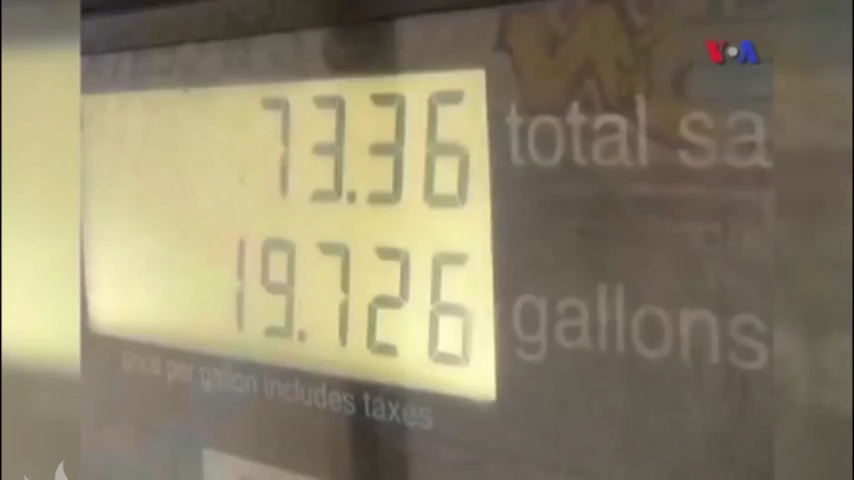 VOA
73.36 total sa
19.726 gallons
price per gallon includes taxes